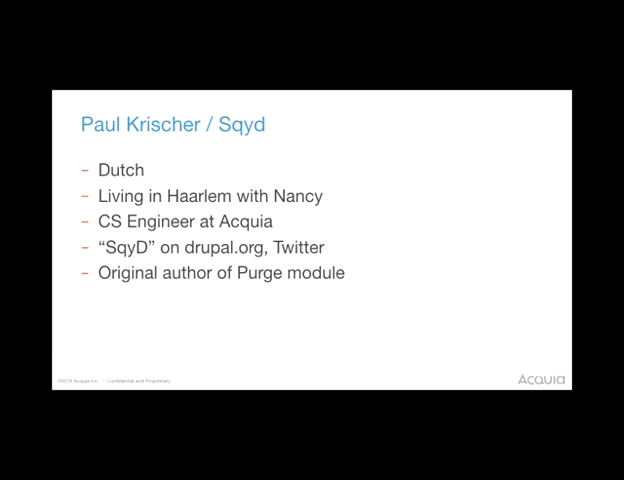 Paul Krischer / Sqyd
– Dutch
– Living in Haarlem with Nancy
– CS Engineer at Acquia
– “SqyD” on drupal.org, Twitter
– Original author of Purge module
©2016 Acquia Inc. — Confidential and Proprietary
Acquia